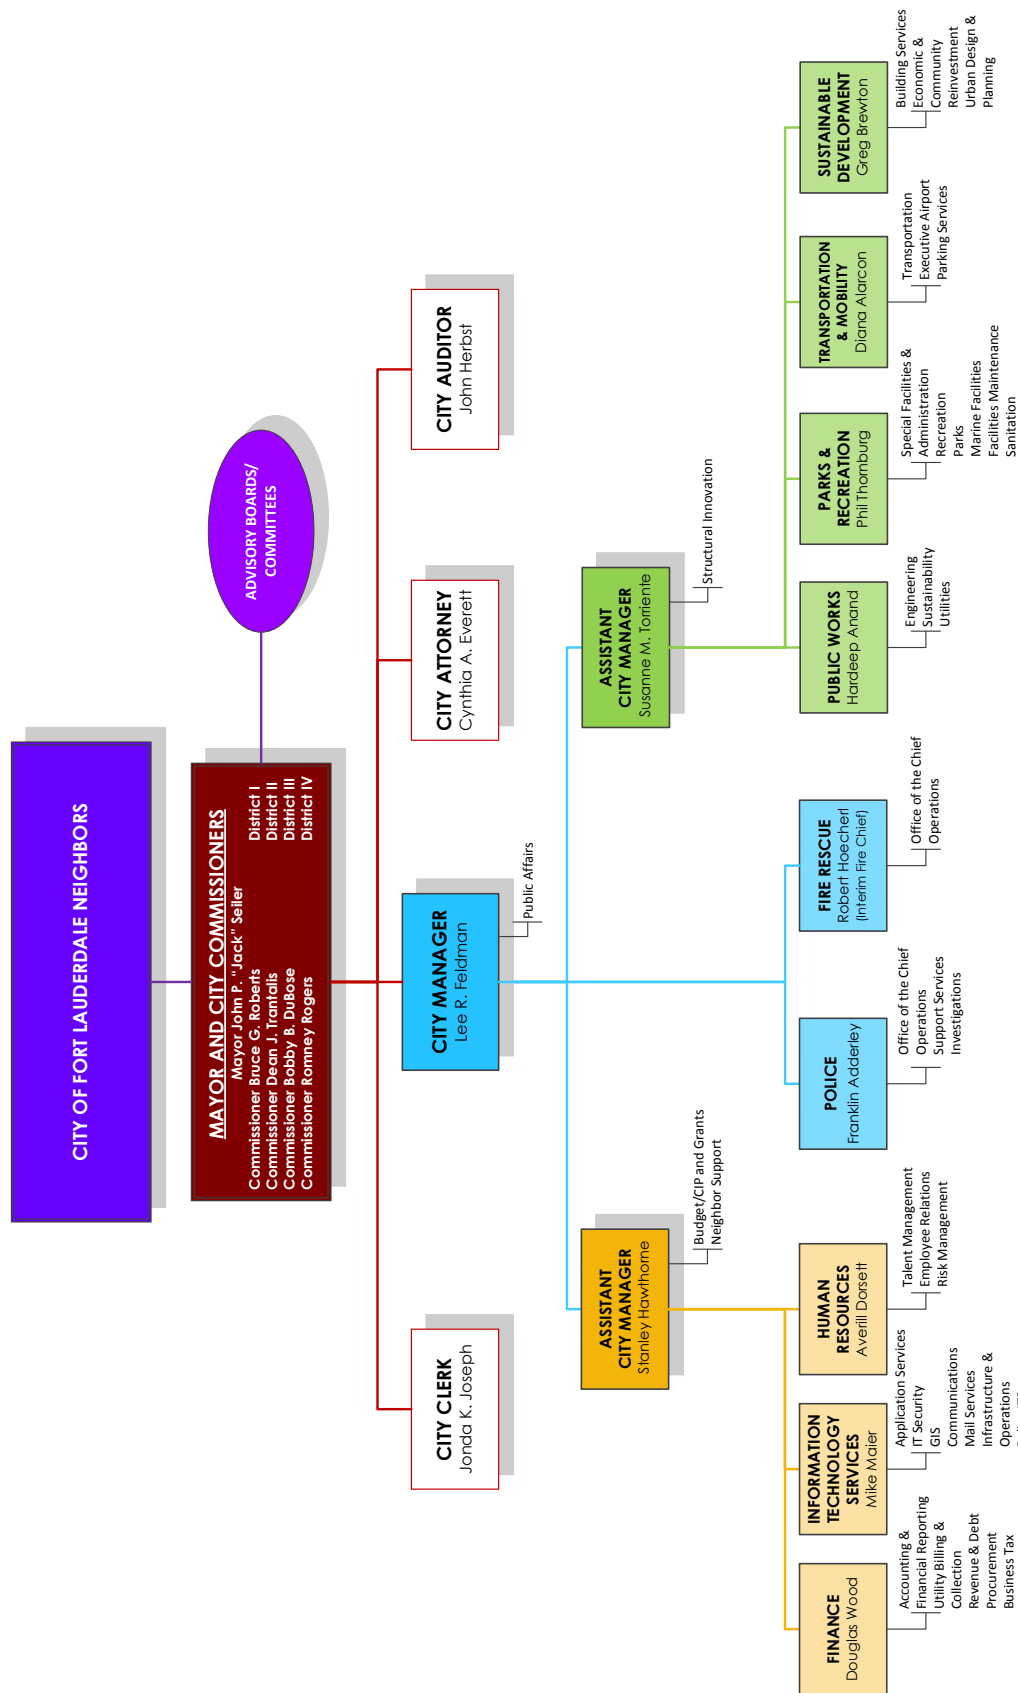 CITY OF FORT LAUDERDALE NEIGHBORS
MAYOR AND CITY COMMISSIONERS
Mayor John P. "Jack" Seiler
Commissioner Bruce G. Roberts District I
Commissioner Dean J. Trantalis District II
Commissioner Bobby B. DuBose District III
Commissioner Romney Rogers District IV
ADVISORY BOARDS/
COMMITTEES
CITY CLERK
Jonda K. Joseph
CITY MANAGER
Lee R. Feldman
Public Affairs
CITY ATTORNEY
Cynthia A. Everett
CITY AUDITOR
John Herbst
ASSISTANT
CITY MANAGER
Stanley Hawthorne
Budget/CIP and Grants
Neighbor Support
ASSISTANT
CITY MANAGER
Susanne M. Torriente
Structural Innovation
FINANCE
Douglas Wood
Accounting &
Financial Reporting
Utility Billing &
Collection
Revenue & Debt
Procurement
Business Tax
INFORMATION
TECHNOLOGY
SERVICES
Mike Maier
Application Services
IT Security
GIS
Communications
Mail Services
Infrastructure &
Operations
HUMAN
RESOURCES
Averill Dorsett
Talent Management
Employee Relations
Risk Management
POLICE
Franklin Adderley
Office of the Chief
Operations
Support Services
Investigations
FIRE RESCUE
Robert Hoecherl
(Interim Fire Chief)
Office of the Chief
Operations
PUBLIC WORKS
Hardeep Anand
Engineering
Sustainability
Utilities
PARKS &
RECREATION
Phil Thornburg
Special Facilities &
Administration
Recreation
Parks
Marine Facilities
Facilities Maintenance
Sanitation
TRANSPORTATION
& MOBILITY
Diana Alarcon
Transportation
Executive Airport
Parking Services
SUSTAINABLE
DEVELOPMENT
Greg Brewton
Building Services
Economic &
Community
Reinvestment
Urban Design &
Planning